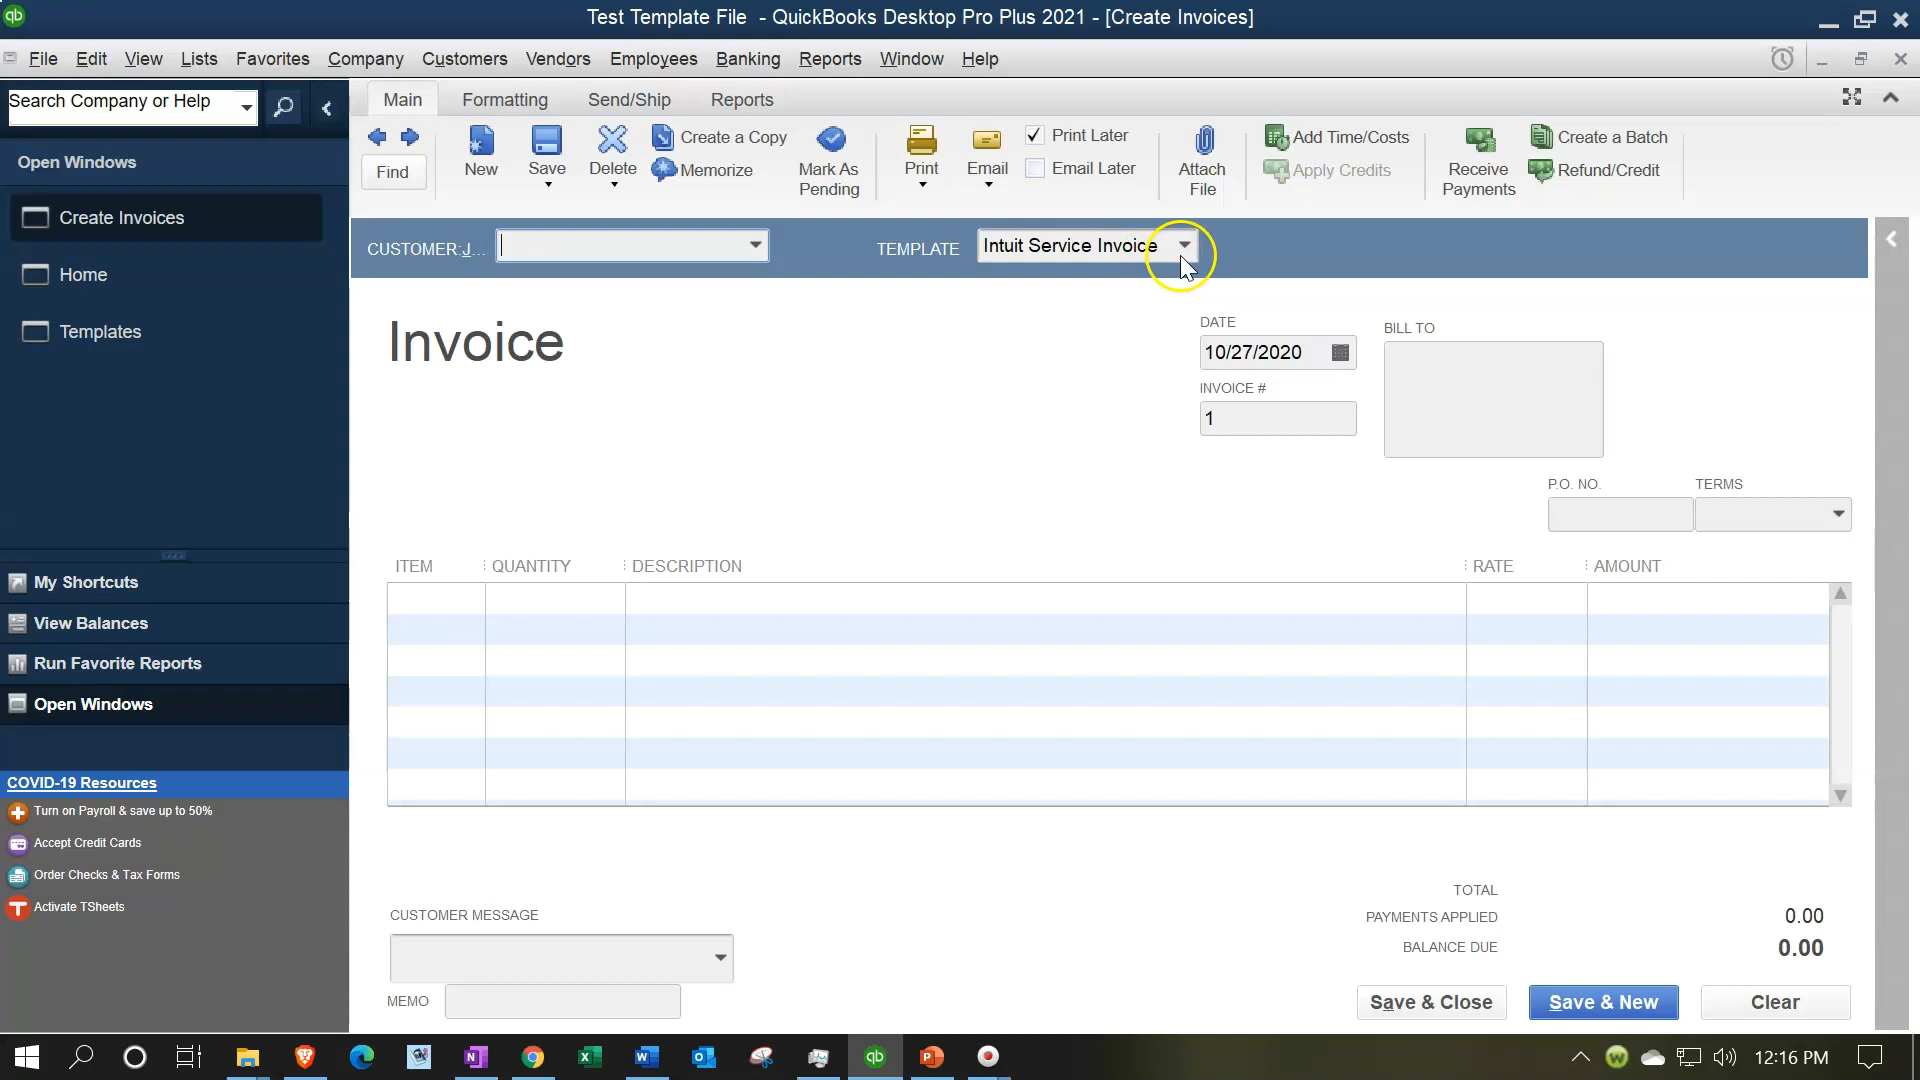 qb
Test Template File - QuickBooks Desktop Pro Plus 2021 - [Create Invoices]
File Edit View Lists Favorites Company Customers Vendors Employees Banking Reports Window Help
Search Company or Help
Main Formatting Send/Ship Reports
Find
New
Save
Delete
Create a Copy
Memorize
Mark As
Pending
Print
Email
Print Later
Email Later
Attach
File
Add Time/Costs
Apply Credits
Receive
Payments
Create a Batch
Refund/Credit
Open Windows
Create Invoices
Home
Templates
My Shortcuts
View Balances
Run Favorite Reports
Open Windows
COVID-19 Resources
Turn on Payroll & save up to 50%
Accept Credit Cards
Order Checks & Tax Forms
Activate TSheets
CUSTOMER:J...
TEMPLATE Intuit Service Invoice
Invoice
DATE
10/27/2020
INVOICE #
1
BILL TO
P.O. NO. TERMS
ITEM QUANTITY DESCRIPTION RATE AMOUNT
TOTAL
PAYMENTS APPLIED 0.00
BALANCE DUE 0.00
CUSTOMER MESSAGE
MEMO
Save & Close Save & New Clear
12:16 PM